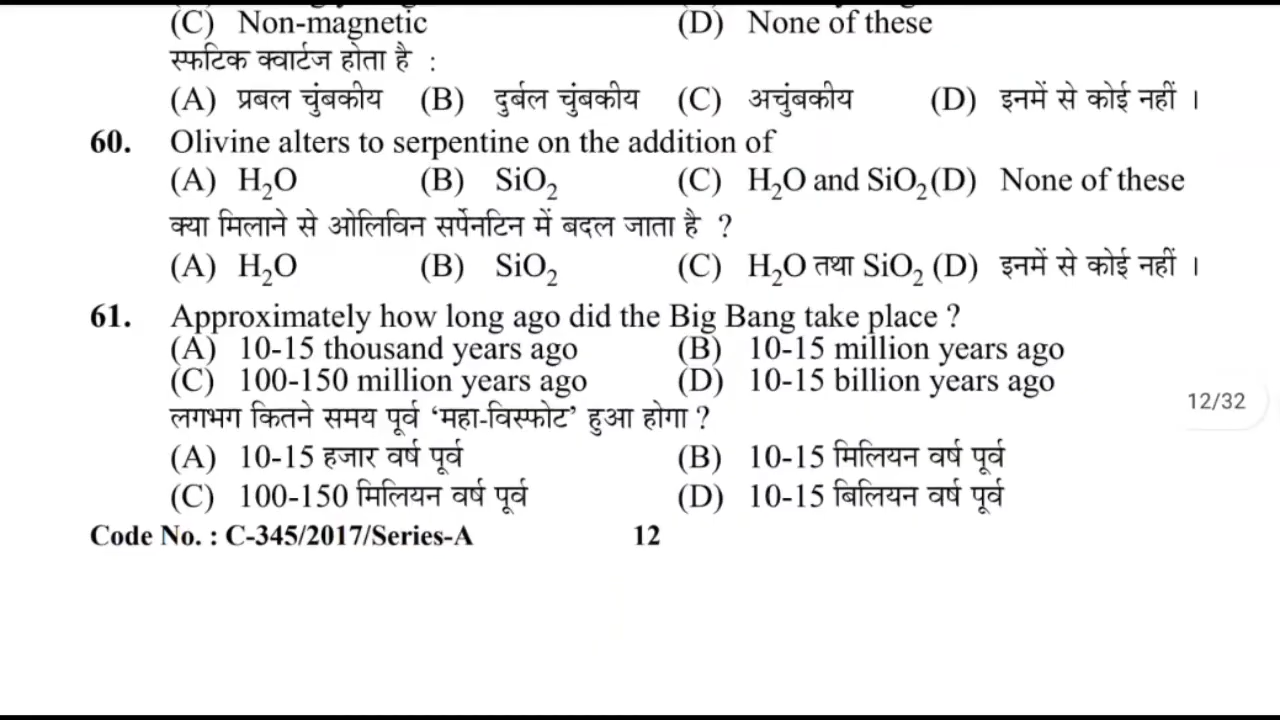 (C) Non-magnetic (D) None of these
स्फटिक क्वार्टज होता है :
(A) प्रबल चुंबकीय (B) दुर्बल चुंबकीय (C) अचुंबकीय (D) इनमें से कोई नहीं ।
60. Olivine alters to serpentine on the addition of
(A) H₂O (B) SiO₂ (C) H₂O and SiO₂ (D) None of these
क्या मिलाने से ओलिविन सर्पेनटिन में बदल जाता है ?
(A) H₂O (B) SiO₂ (C) H₂O तथा SiO₂ (D) इनमें से कोई नहीं ।
61. Approximately how long ago did the Big Bang take place ?
(A) 10-15 thousand years ago (B) 10-15 million years ago
(C) 100-150 million years ago (D) 10-15 billion years ago
12/32
लगभग कितने समय पूर्व ‘महा-विस्फोट’ हुआ होगा ?
(A) 10-15 हजार वर्ष पूर्व (B) 10-15 मिलियन वर्ष पूर्व
(C) 100-150 मिलियन वर्ष पूर्व (D) 10-15 बिलियन वर्ष पूर्व
Code No. : C-345/2017/Series-A 12